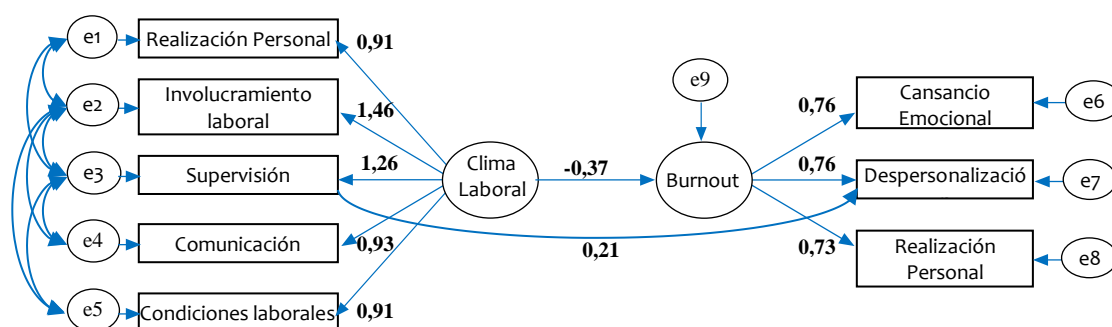 e1
Realización Personal
0,91
e2
Involucramiento
laboral
1,46
e3
Supervisión
1,26
e4
Comunicación
0,93
e5
Condiciones laborales
0,91
Clima
Laboral
-0,37
e9
Burnout
0,21
0,76
Cansancio
Emocional
e6
0,76
Despersonalizació
e7
0,73
Realización
Personal
e8